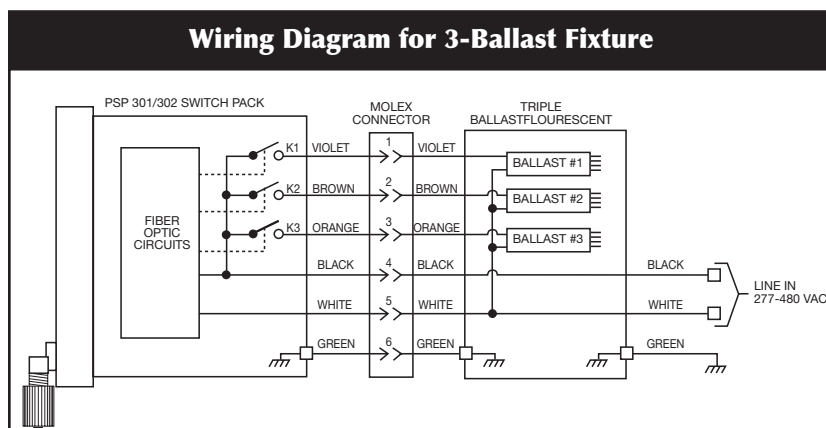 Wiring Diagram for 3-Ballast Fixture
PSP 301/302 SWITCH PACK
MOLEX
CONNECTOR
TRIPLE
BALLASTFLOURESCENT
FIBER
OPTIC
CIRCUITS
K1 VIOLET 1 VIOLET BALLAST #1
K2 BROWN 2 BROWN BALLAST #2
K3 ORANGE 3 ORANGE BALLAST #3
BLACK 4 BLACK BLACK
LINE IN
277-480 VAC
WHITE 5 WHITE WHITE
GREEN 6 GREEN GREEN